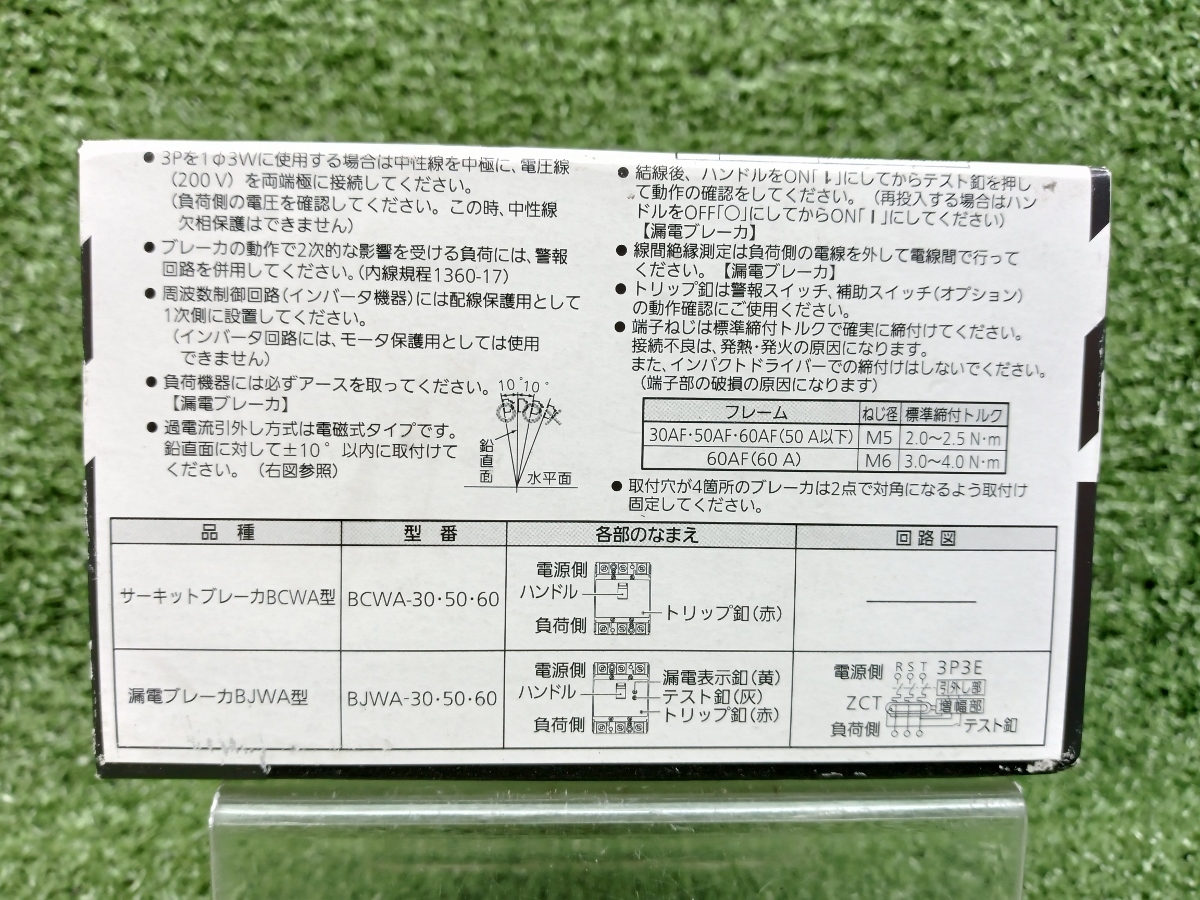 ● 3Pを1φ3Wに使用する場合は中性線を中極に、電圧線
(200 V) を両端極に接続してください。
(負荷側の電圧を確認してください。この時、中性線
欠相保護はできません)
● ブレーカの動作で2次的な影響を受ける負荷には、警報
回路を併用してください。(内線規程1360-17)
● 周波数制御回路(インバータ機器)には配線保護用として
1次側に設置してください。
(インバータ回路には、モータ保護用としては使用
できません)
● 負荷機器には必ずアースを取ってください。
【漏電ブレーカ】
● 過電流引外し方式は電磁式タイプです。
鉛直面に対して±10°以内に取付けて
ください。(右図参照)
10°10°
鉛直面
水平面
● 結線後、ハンドルをON「I」にしてからテスト釦を押し
て動作の確認をしてください。(再投入する場合はハン
ドルをOFF「○」にしてからON「I」にしてください)
【漏電ブレーカ】
● 線間絶縁測定は負荷側の電線を外して電線間で行って
ください。【漏電ブレーカ】
● トリップ釦は警報スイッチ、補助スイッチ(オプション)
の動作確認にご使用ください。
● 端子ねじは標準締付トルクで確実に締付けてください。
接続不良は、発熱・発火の原因になります。
また、インパクトドライバーでの締付けはしないでください。
(端子部の破損の原因になります)
フレーム ねじ径 標準締付トルク
30AF・50AF・60AF(50 A以下) M5 2.0〜2.5 N・m
60AF(60 A) M6 3.0〜4.0 N・m
● 取付穴が4箇所のブレーカは2点で対角になるよう取付け
固定してください。
品種 型番 各部のなまえ 回路図
サーキットブレーカBCWA型 BCWA-30・50・60
電源側
ハンドル
トリップ釦(赤)
負荷側
漏電ブレーカBJWA型 BJWA-30・50・60
電源側
漏電表示釦(黄)
ハンドル
テスト釦(灰)
トリップ釦(赤)
負荷側
電源側 R S T 3P3E
引外し部
ZCT 増幅部
負荷側 テスト釦